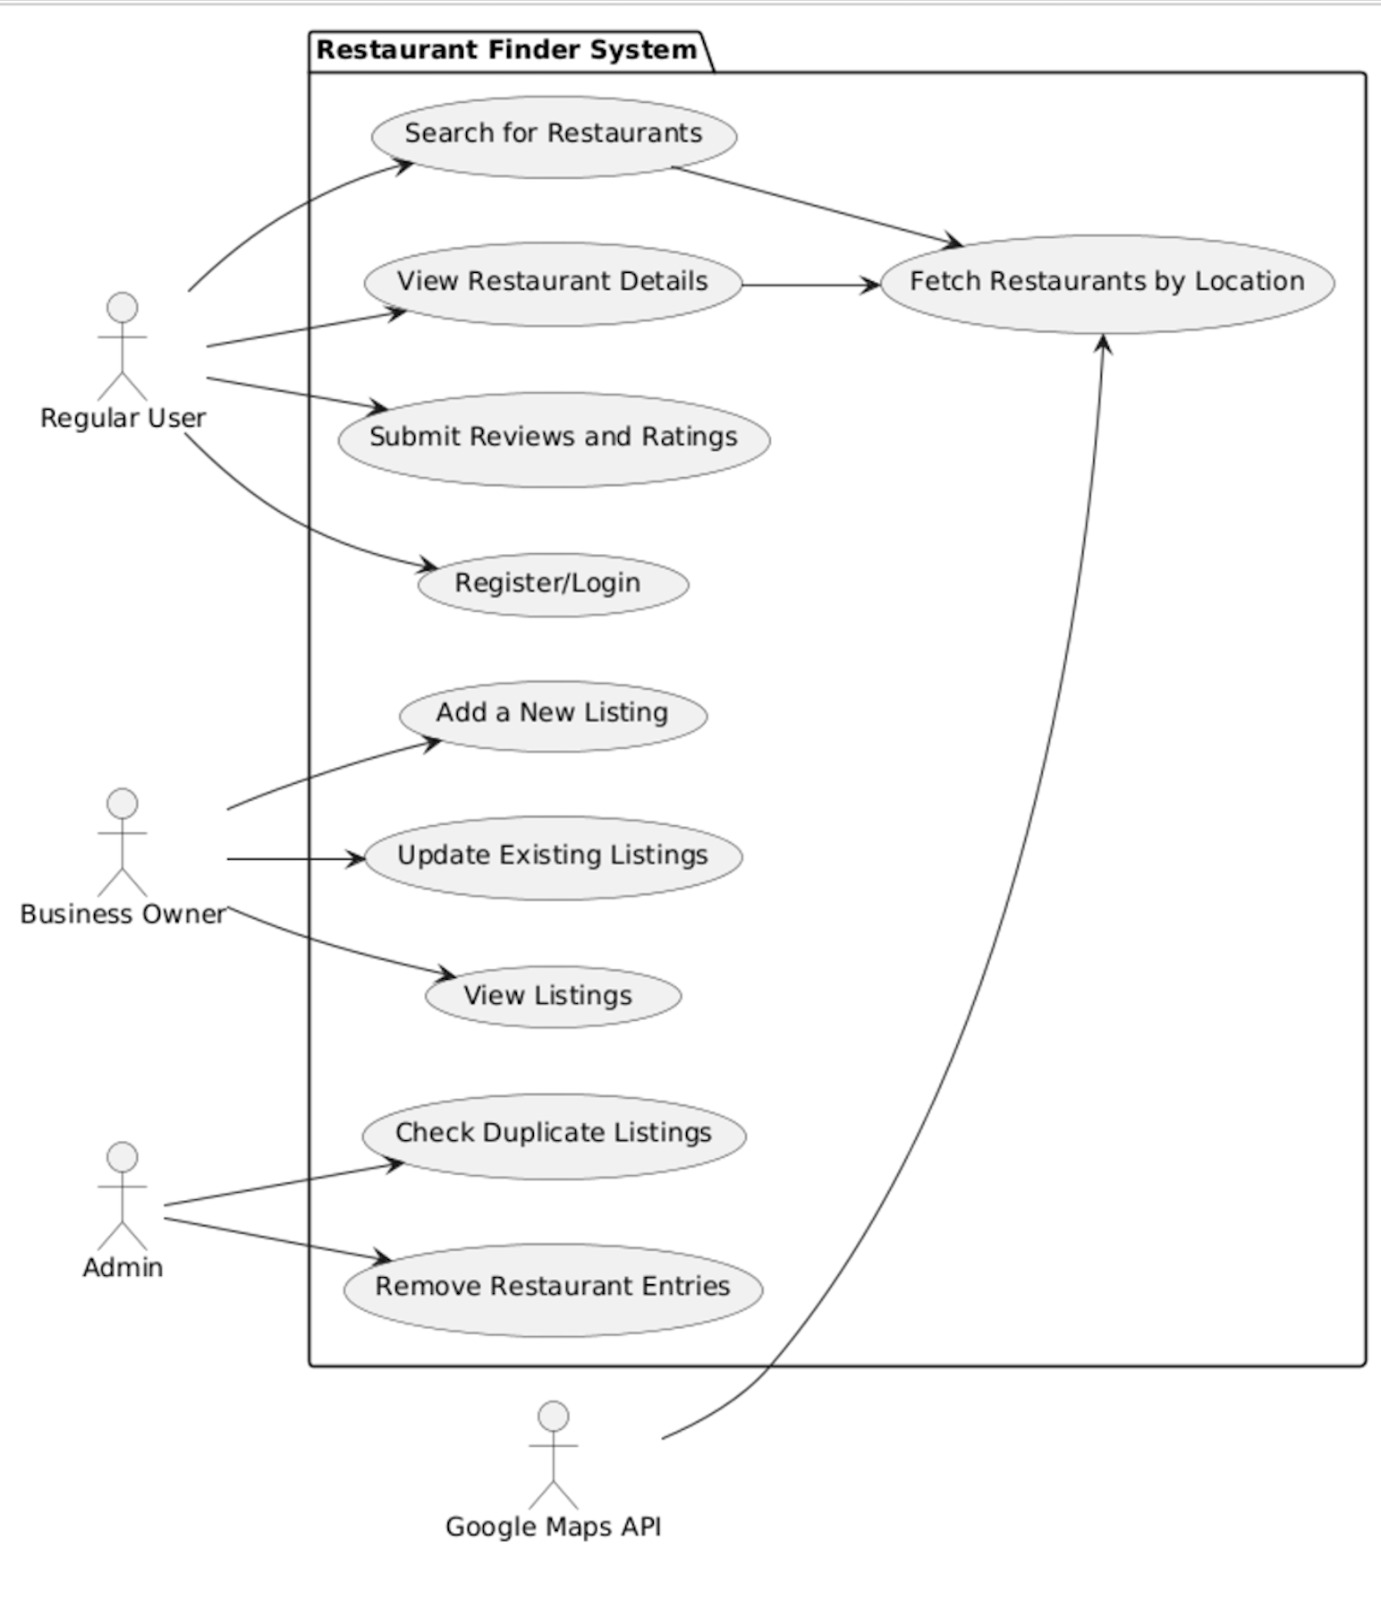 Restaurant Finder System
Search for Restaurants
View Restaurant Details
Fetch Restaurants by Location
Regular User
Submit Reviews and Ratings
Register/Login
Add a New Listing
Update Existing Listings
Business Owner
View Listings
Check Duplicate Listings
Admin
Remove Restaurant Entries
Google Maps API